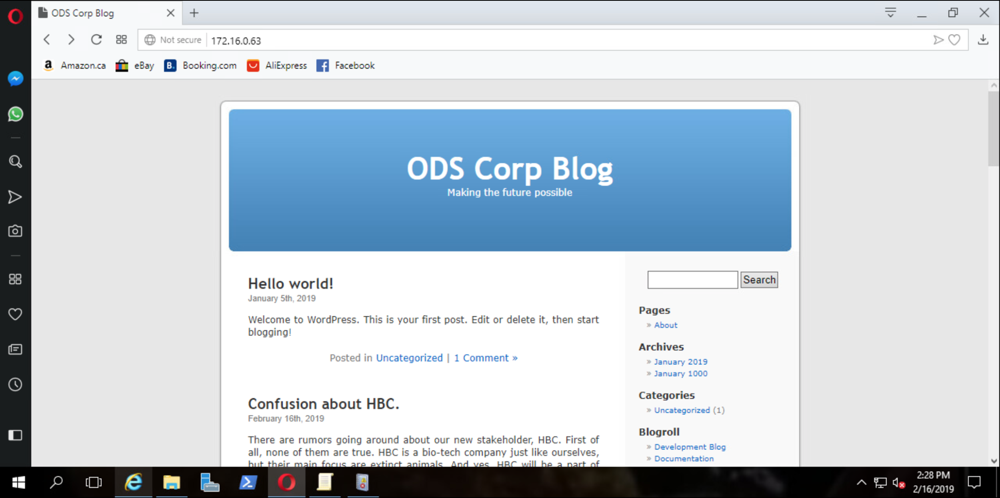 ODS Corp Blog
Not secure
172.16.0.63
Amazon.ca
eBay
Booking.com
AliExpress
Facebook
ODS Corp Blog
Making the future possible
Hello world!
January 5th, 2019
Welcome to WordPress. This is your first post. Edit or delete it, then start
blogging!
Posted in Uncategorized | 1 Comment »
Confusion about HBC.
February 16th, 2019
There are rumors going around about our new stakeholder, HBC. First of
all, none of them are true. HBC is a bio-tech company just like ourselves,
but their main focus are extinct animals. And yes, HBC will be a part of
Search
Pages
» About
Archives
» January 2019
» January 1000
Categories
» Uncategorized (1)
Blogroll
» Development Blog
» Documentation
2:28 PM
2/16/2019